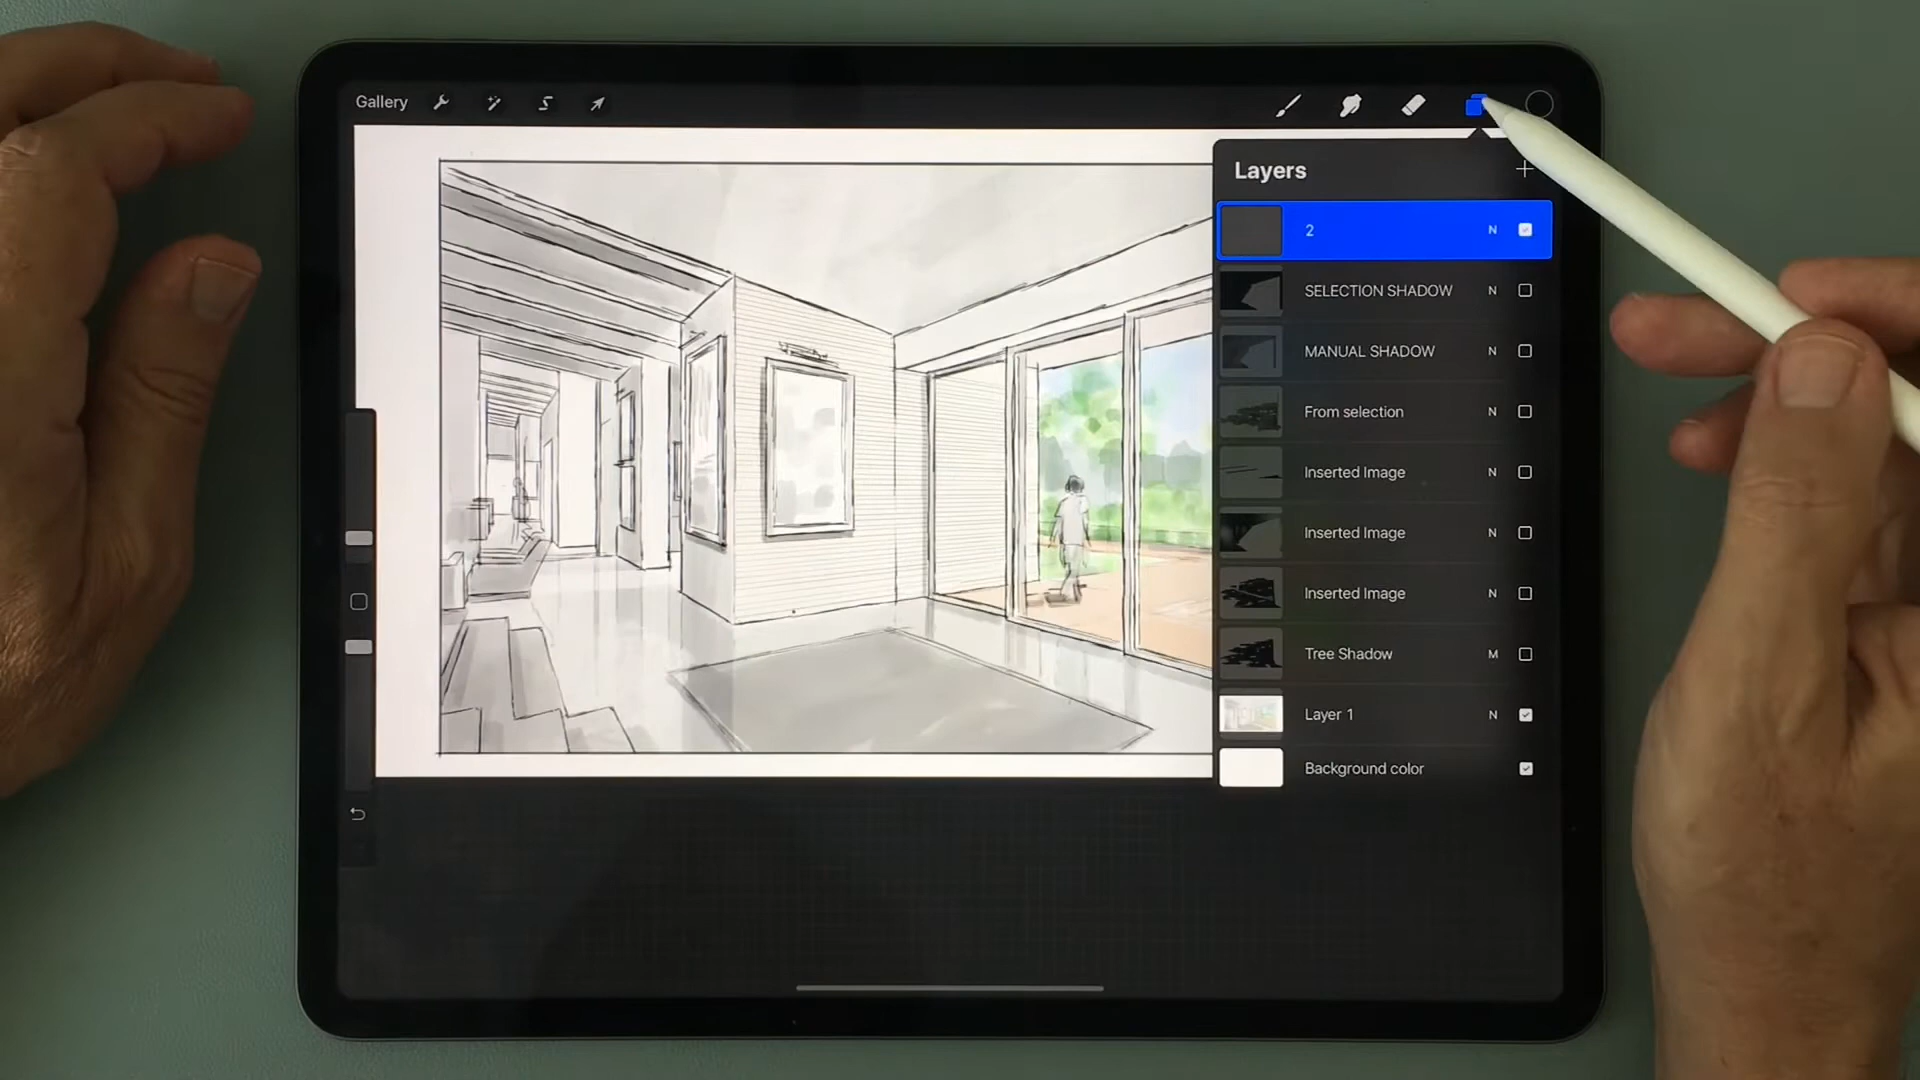 Gallery
Layers
2 N
SELECTION SHADOW N
MANUAL SHADOW N
From selection N
Inserted Image N
Inserted Image N
Inserted Image N
Tree Shadow M
Layer 1 N
Background color